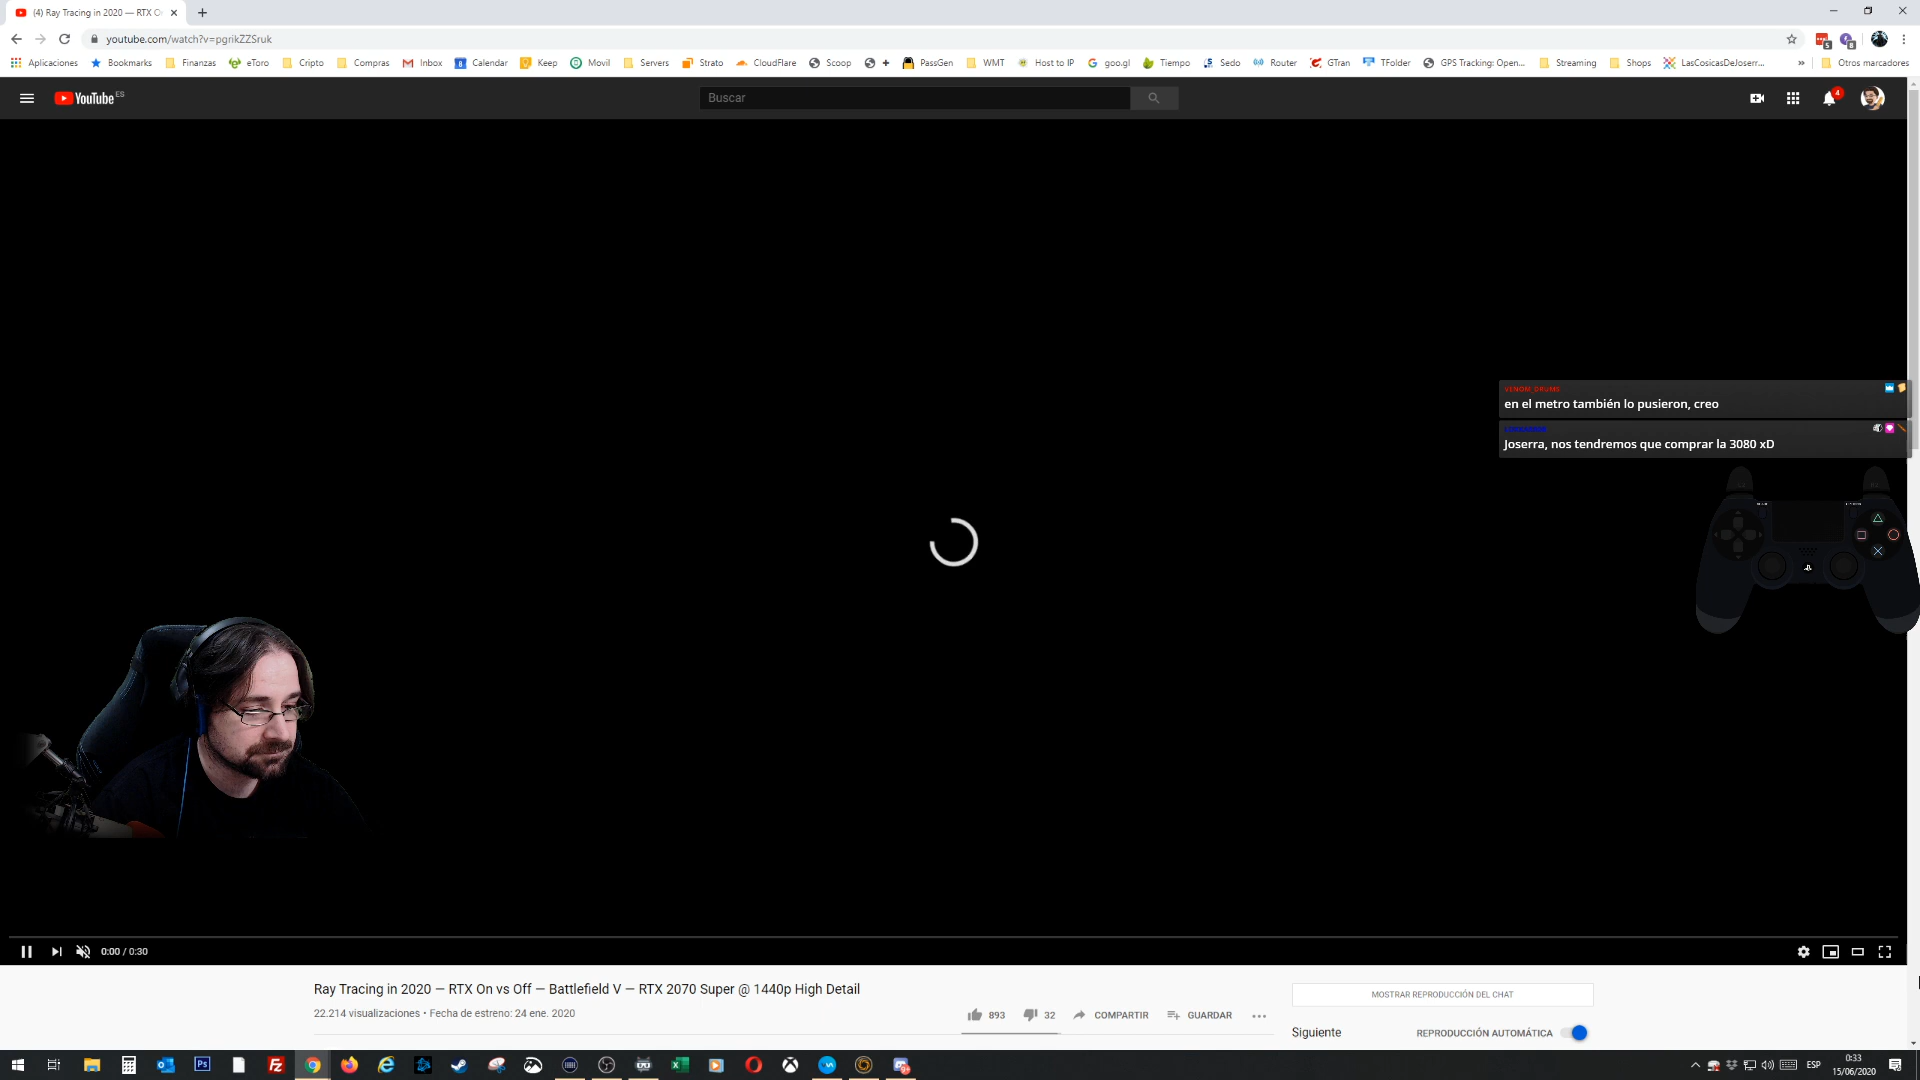 (4) Ray Tracing in 2020 — RTX O
youtube.com/watch?v=pgrikZZSruk
5
8
Aplicaciones
Bookmarks
Finanzas
eToro
Cripto
Compras
Inbox
Calendar
Keep
Movil
Servers
Strato
CloudFlare
Scoop
+
PassGen
WMT
Host to IP
goo.gl
Tiempo
Sedo
Router
GTran
TFolder
GPS Tracking: Open...
Streaming
Shops
LasCosicasDeJoserr...
»
Otros marcadores
YouTube ES
Buscar
4
VENOM_DRUMS
en el metro también lo pusieron, creo
Joserra, nos tendremos que comprar la 3080 xD
0:00 / 0:30
Ray Tracing in 2020 — RTX On vs Off — Battlefield V — RTX 2070 Super @ 1440p High Detail
22.214 visualizaciones • Fecha de estreno: 24 ene. 2020
893
32
COMPARTIR
GUARDAR
MOSTRAR REPRODUCCIÓN DEL CHAT
Siguiente
REPRODUCCIÓN AUTOMÁTICA
ESP
0:33
15/06/2020